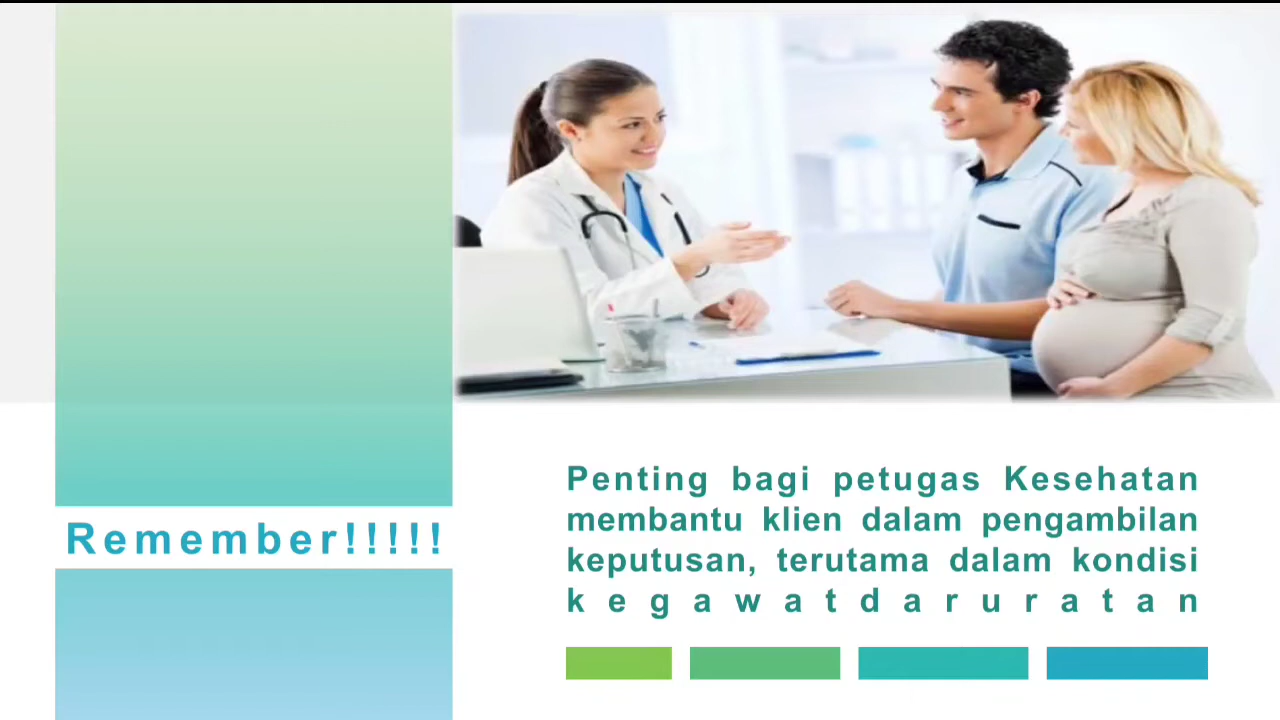 Remember!!!!!
Penting bagi petugas Kesehatan
membantu klien dalam pengambilan
keputusan, terutama dalam kondisi
kegawatdaruratan